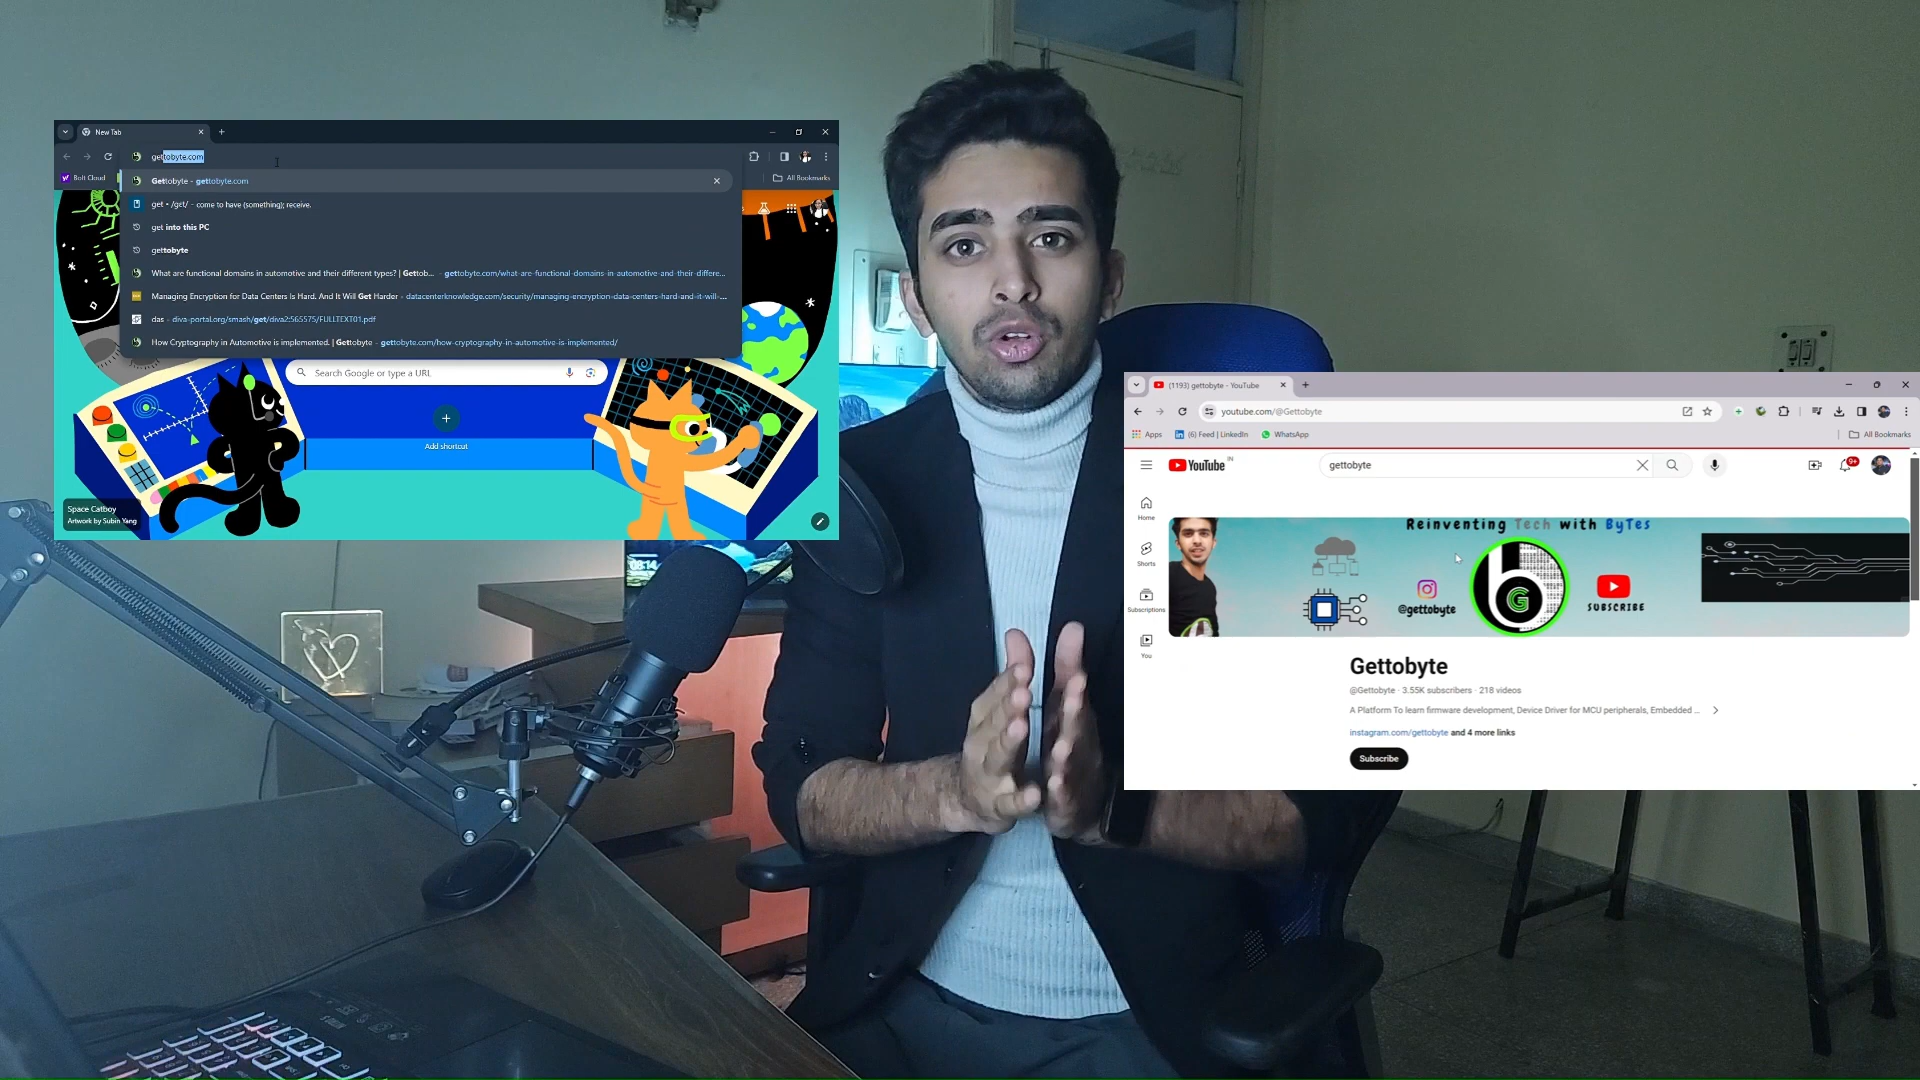 New Tab
gettobyte.com
Bolt Cloud
All Bookmarks
Gettobyte - gettobyte.com
get • /ɡɛt/ - come to have (something); receive.
get into this PC
gettobyte
What are functional domains in automotive and their different types? | Gettob... - gettobyte.com/what-are-functional-domains-in-automotive-and-their-differe...
Managing Encryption for Data Centers Is Hard. And It Will Get Harder - datacenterknowledge.com/security/managing-encryption-data-centers-hard-and-it-will-...
das - diva-portal.org/smash/get/diva2:565575/FULLTEXT01.pdf
How Cryptography in Automotive is implemented. | Gettobyte - gettobyte.com/how-cryptography-in-automotive-is-implemented/
Search Google or type a URL
Add shortcut
Space Catboy
Artwork by Subin Yang
08:14
(1193) gettobyte - YouTube
youtube.com/@Gettobyte
Apps
(6) Feed | LinkedIn
WhatsApp
All Bookmarks
YouTube IN
gettobyte
9+
Home
Shorts
Subscriptions
You
Reinventing Tech with ByTes
@gettobyte
b
G
SUBSCRIBE
Gettobyte
@Gettobyte · 3.55K subscribers · 218 videos
A Platform To learn firmware development, Device Driver for MCU peripherals, Embedded ...
instagram.com/gettobyte and 4 more links
Subscribe